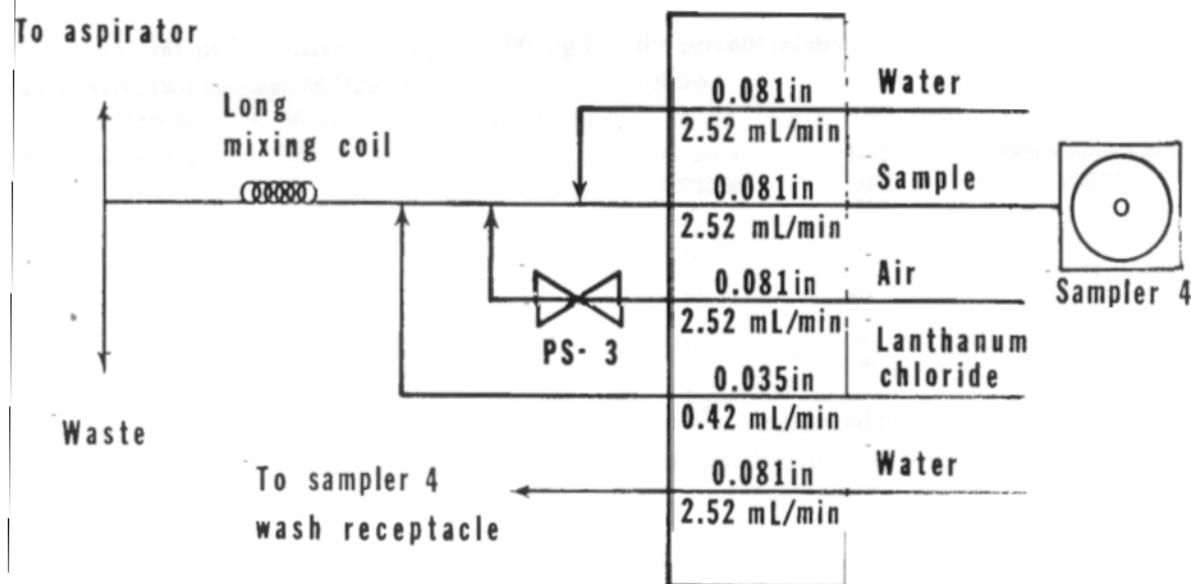 To aspirator
Long
mixing coil
0.081in
Water
2.52 mL/min
0.081in
Sample
2.52 mL/min
Sampler 4
0.081in
Air
2.52 mL/min
PS- 3
Lanthanum
chloride
0.035in
0.42 mL/min
Waste
To sampler 4
wash receptacle
0.081in
Water
2.52 mL/min